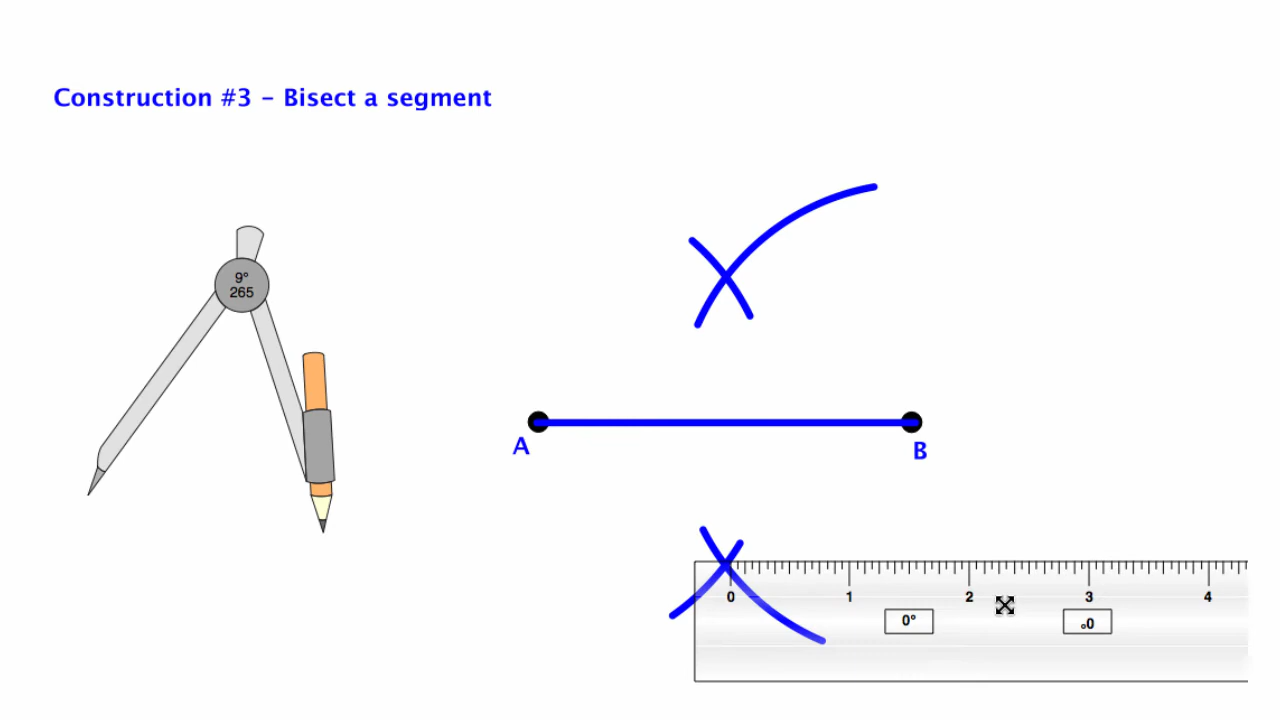 Construction #3 – Bisect a segment
9°
265
A
B
0 1 2 3 4
0° 0°